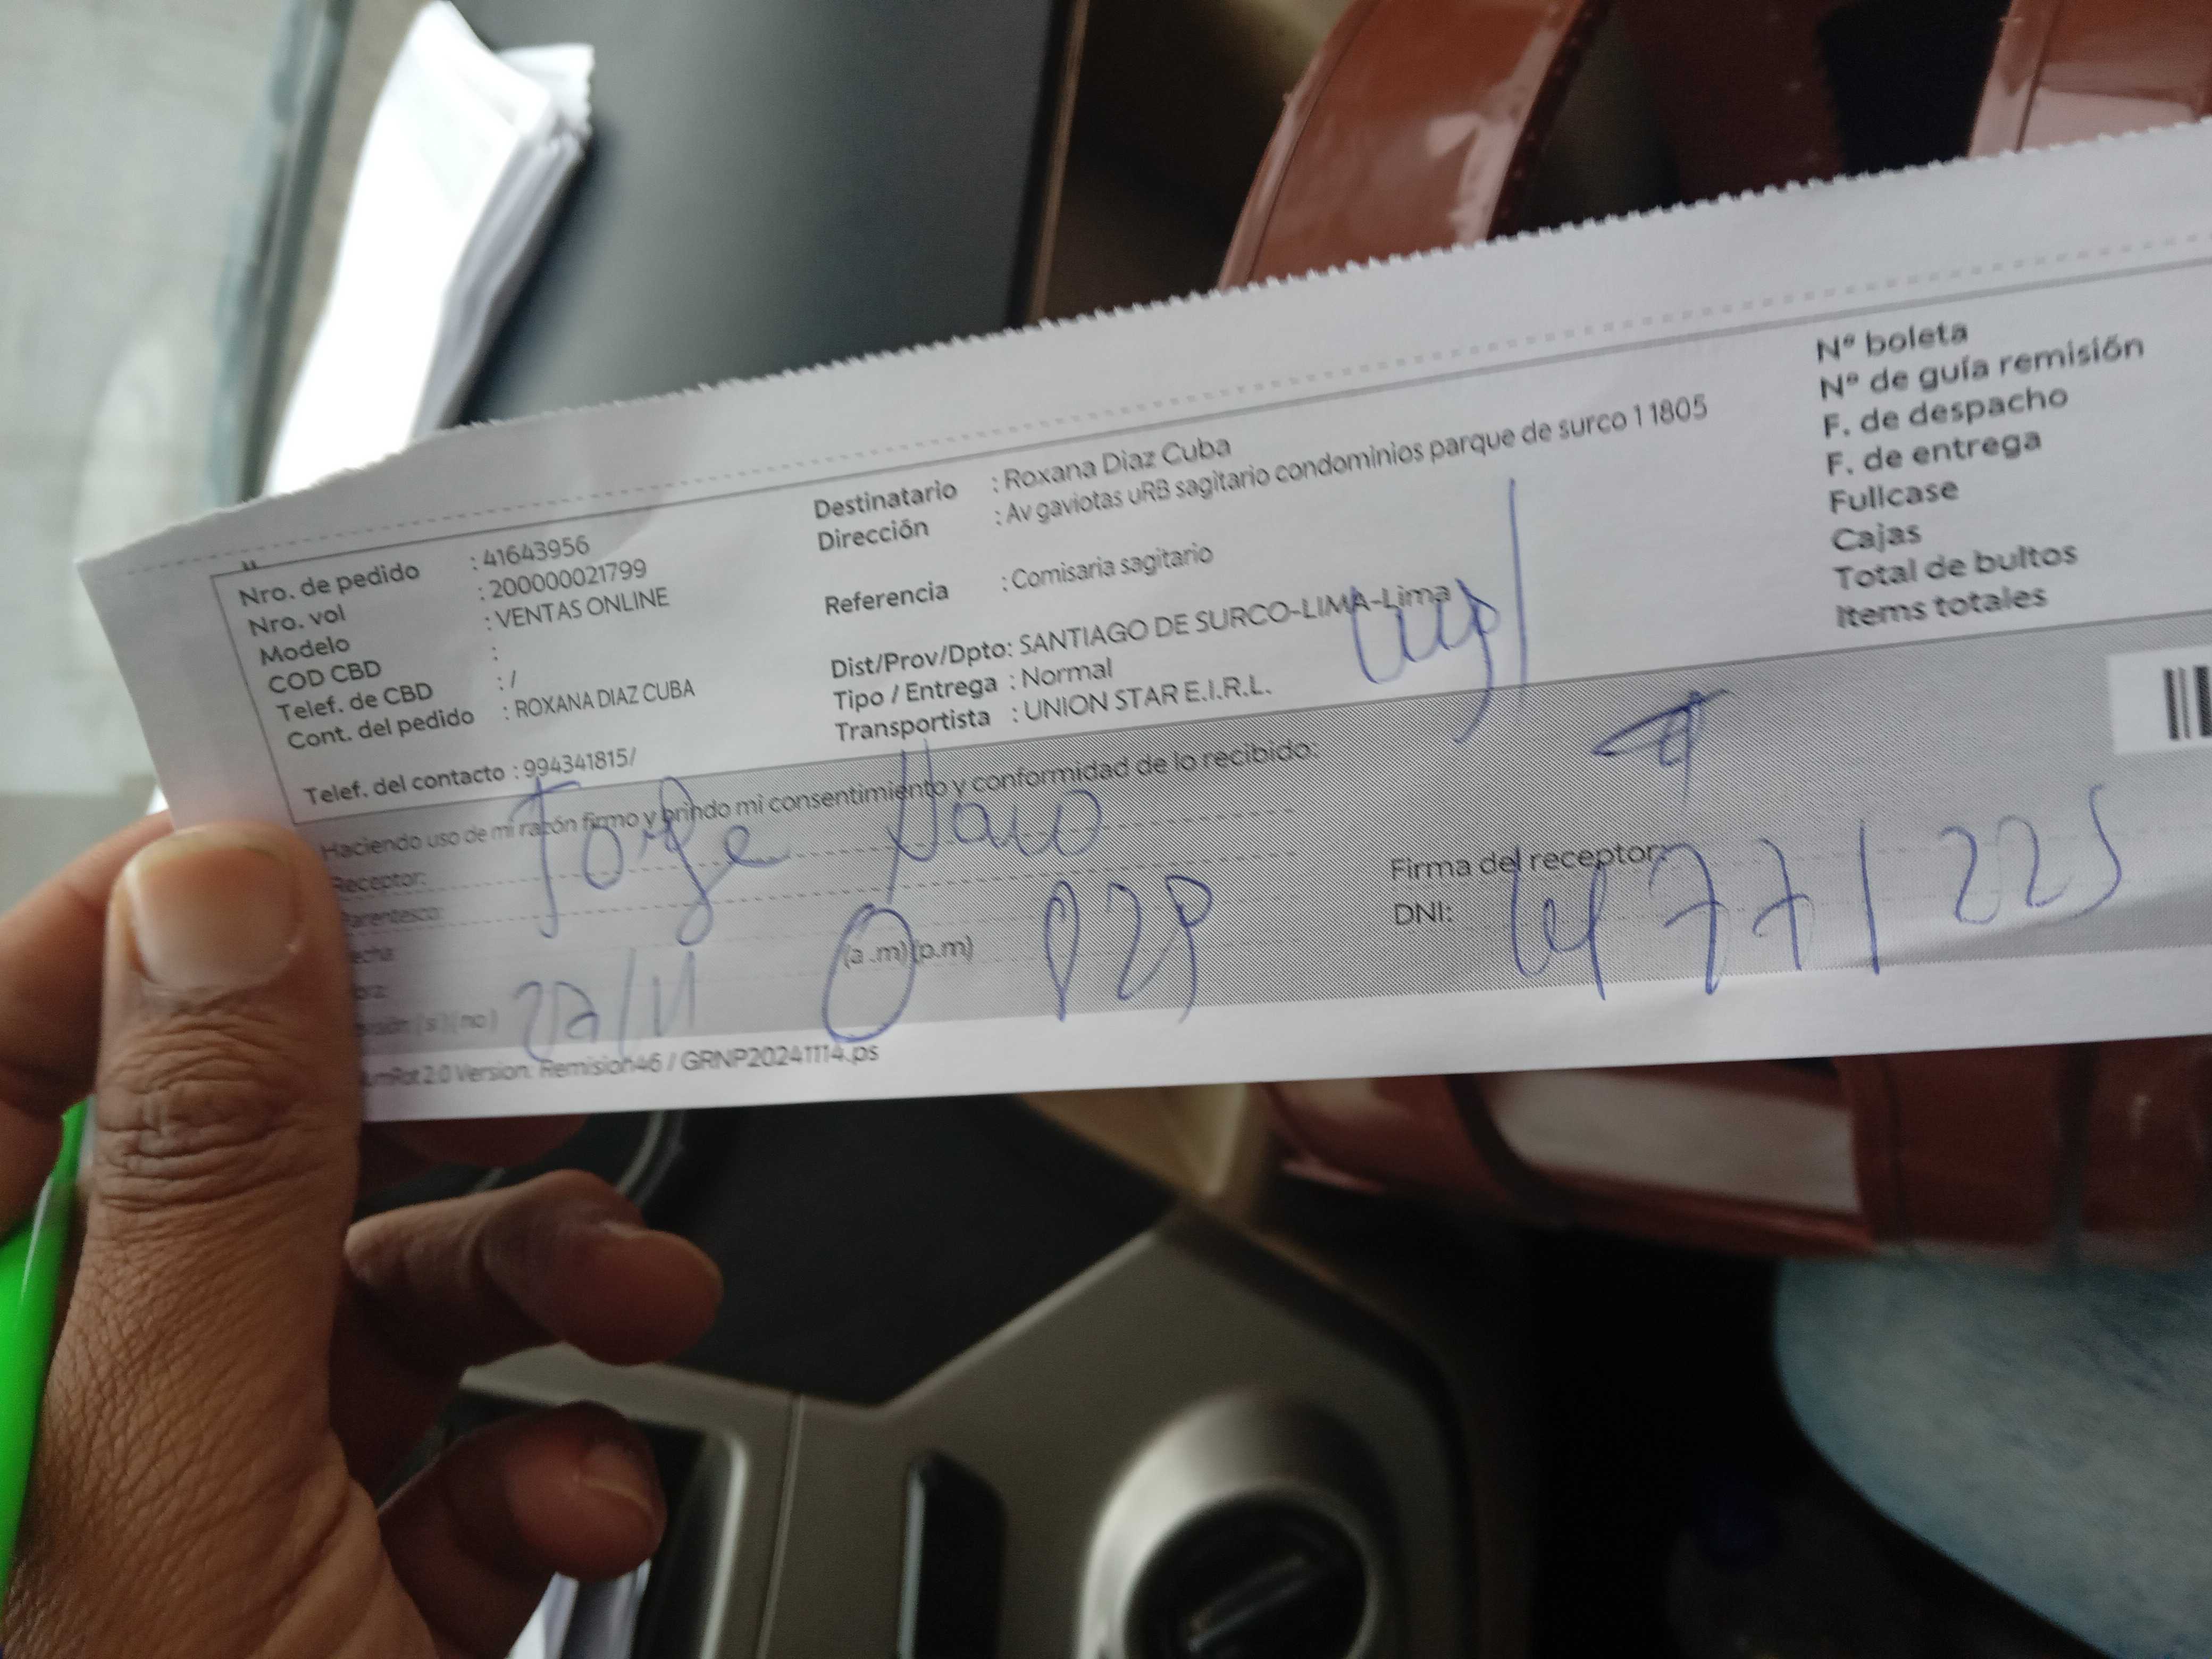 Nro. de pedido : 41643956
Nro. vol : 200000021799
Modelo : VENTAS ONLINE
COD CBD :
Telef. de CBD : /
Cont. del pedido : ROXANA DIAZ CUBA
Telef. del contacto : 994341815/
Destinatario : Roxana Diaz Cuba
Dirección : Av gaviotas uRB sagitario condominios parque de surco 1 1805
Referencia : Comisaria sagitario
Dist/Prov/Dpto: SANTIAGO DE SURCO-LIMA-Lima
Tipo / Entrega : Normal
Transportista : UNION STAR E.I.R.L.
N° boleta
N° de guía remisión
F. de despacho
F. de entrega
Fullcase
Cajas
Total de bultos
Items totales
Haciendo uso de mi razón firmo y brindo mi consentimiento y conformidad de lo recibido:
Receptor: Jorge
Parentesco:
(a .m) (p.m)
(si) (no)
Firma del receptor:
DNI:
2.0 Version: Remision46 / GRNP20241114.ps